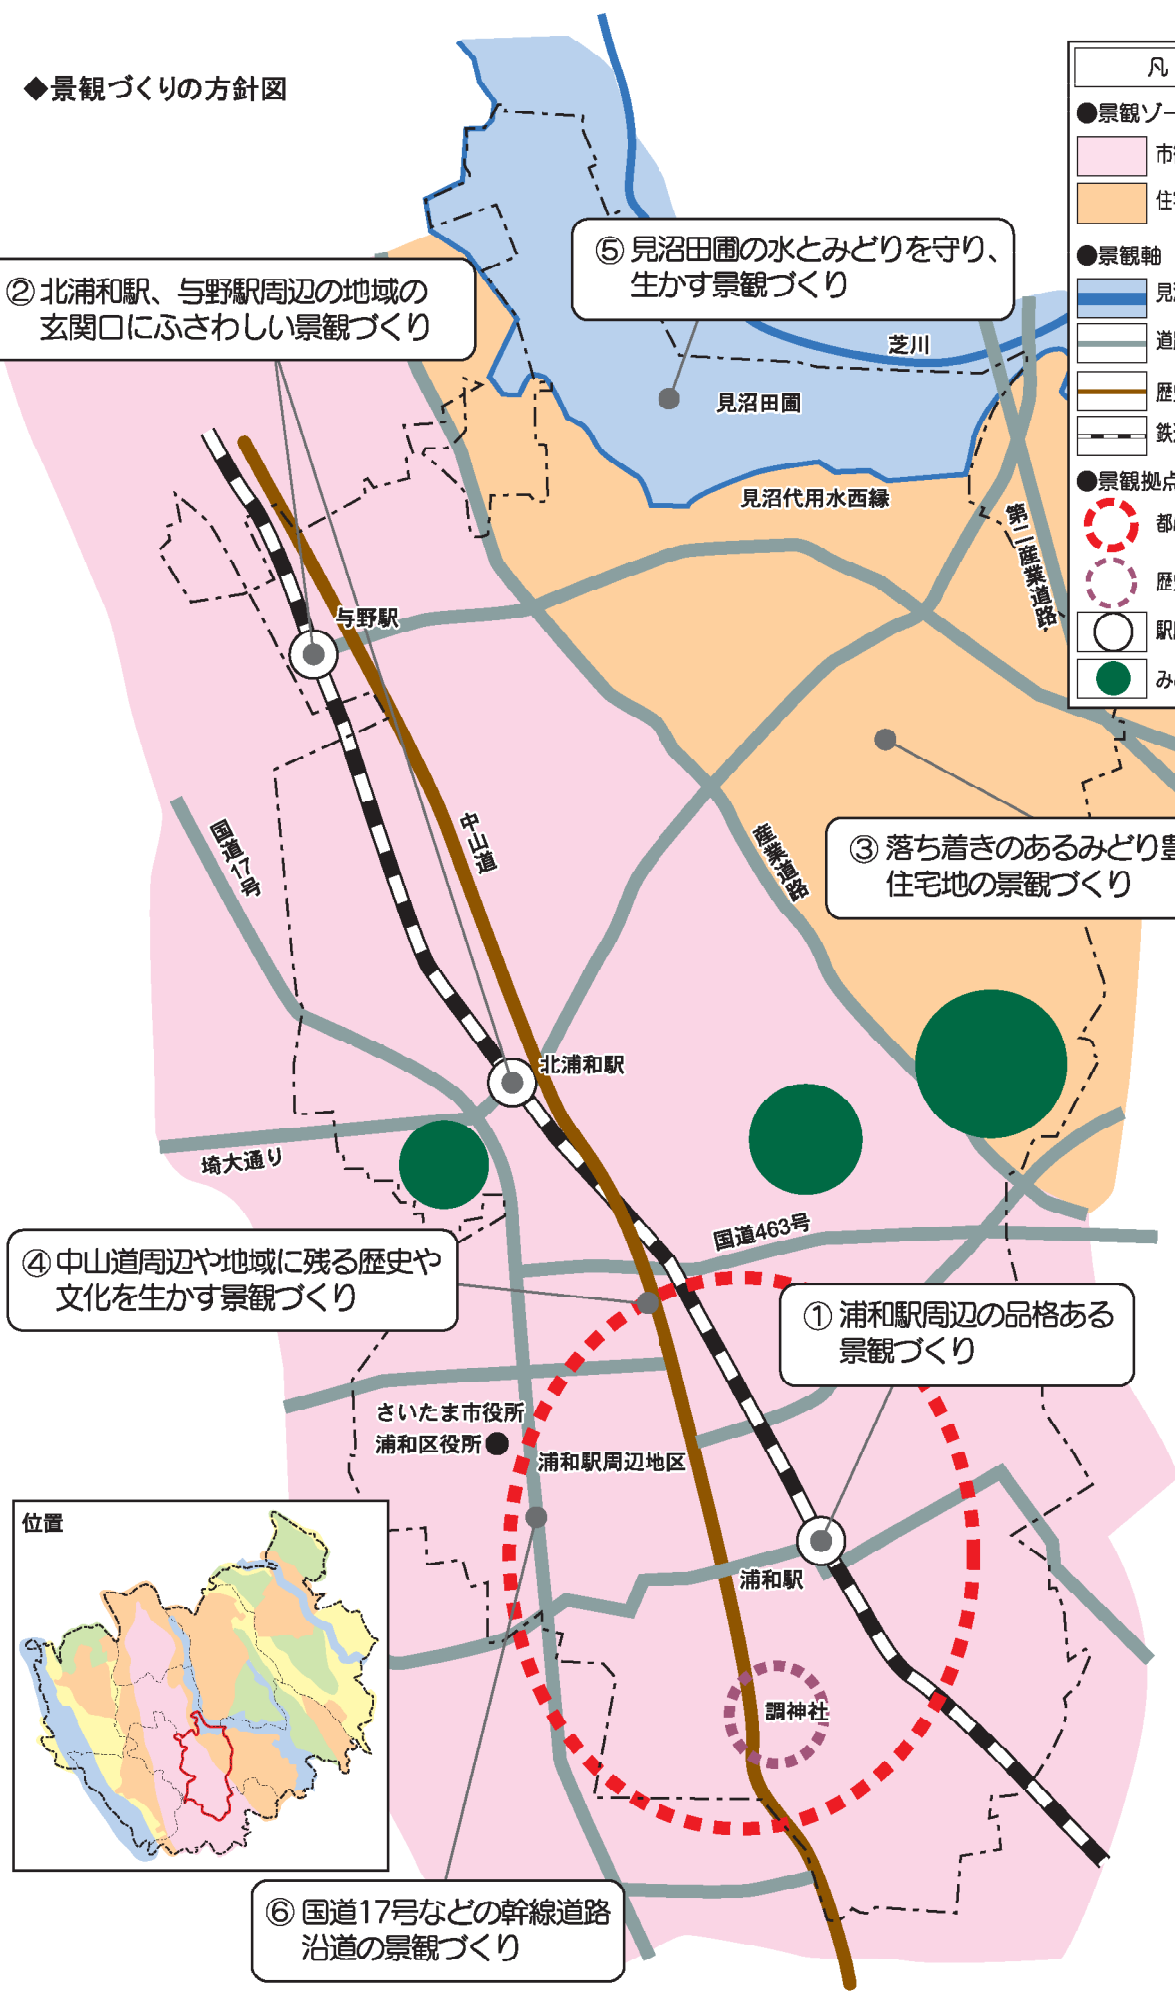 ◆景観づくりの方針図
凡
●景観ゾー
市
住
●景観軸
見
道
歴
鉄
●景観拠点
都
歴
駅
み
⑤ 見沼田圃の水とみどりを守り、
生かす景観づくり
② 北浦和駅、与野駅周辺の地域の
玄関口にふさわしい景観づくり
芝川
見沼田圃
見沼代用水西縁
第二産業道路
与野駅
中山道
国道17号
産業道路
③ 落ち着きのあるみどり豊
住宅地の景観づくり
北浦和駅
埼大通り
国道463号
④ 中山道周辺や地域に残る歴史や
文化を生かす景観づくり
① 浦和駅周辺の品格ある
景観づくり
さいたま市役所
浦和区役所
浦和駅周辺地区
位置
浦和駅
調神社
⑥ 国道17号などの幹線道路
沿道の景観づくり